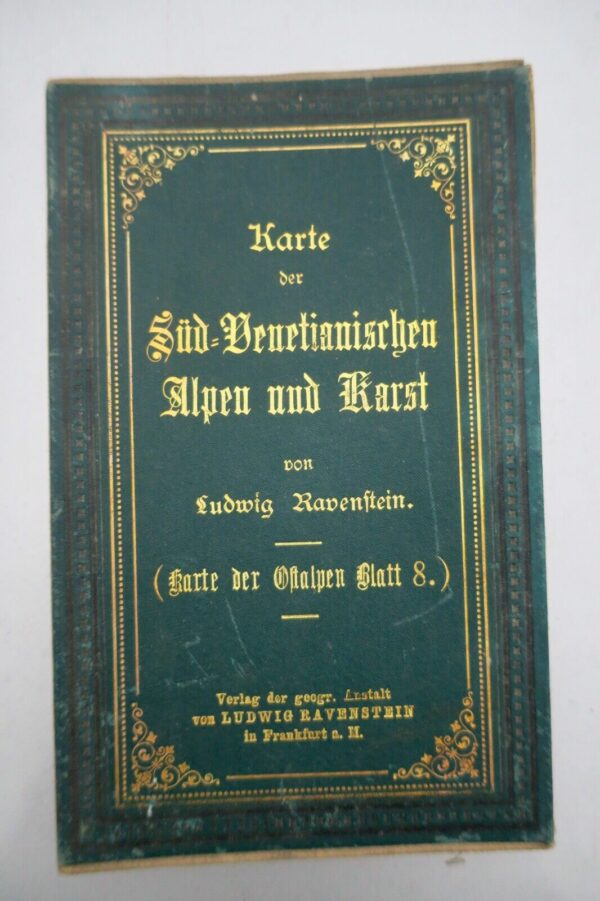 Karte
der
Süd-Venetianischen
Alpen und Karst
von
Ludwig Ravenstein.
(Karte der Ostalpen Blatt 8.)
Verlag der geogr. Anstalt
von LUDWIG RAVENSTEIN
in Frankfurt a. M.